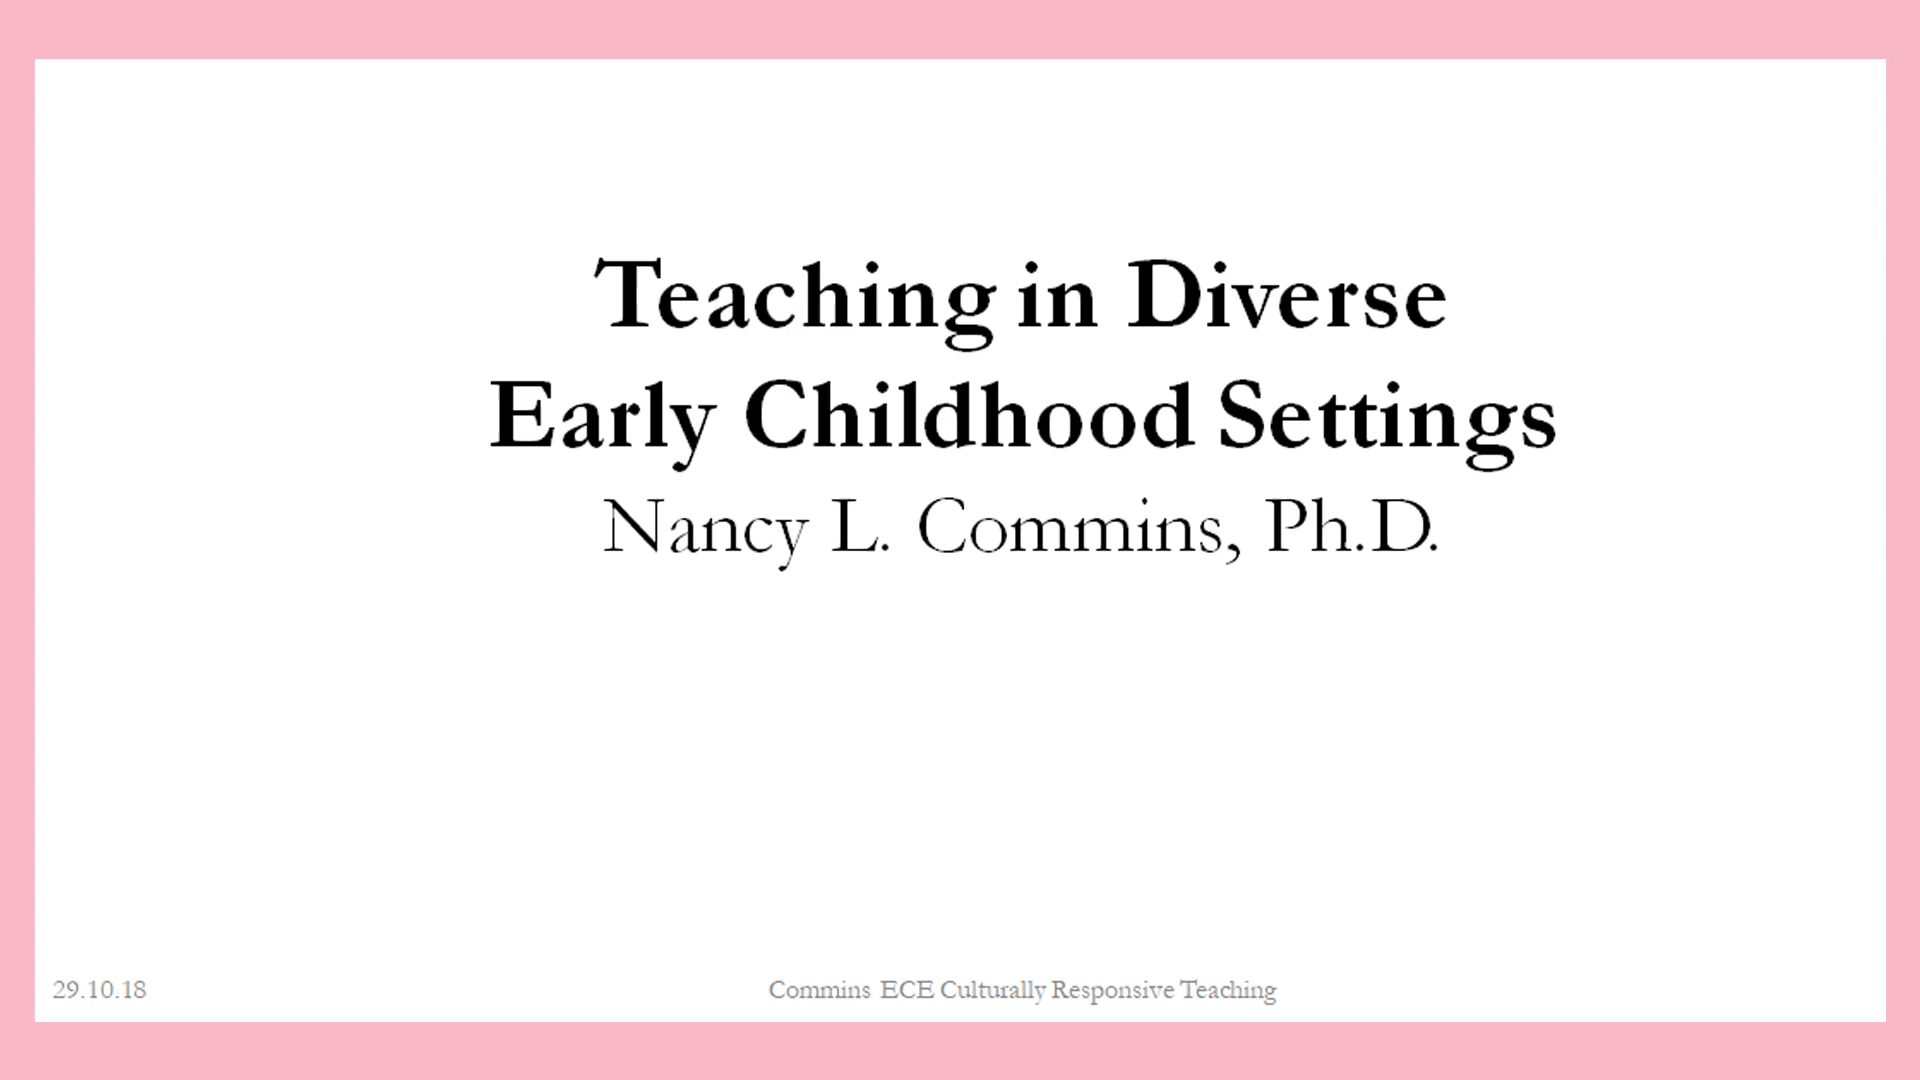 Teaching in Diverse
Early Childhood Settings
Nancy L. Commins, Ph.D.
29.10.18
Commins ECE Culturally Responsive Teaching